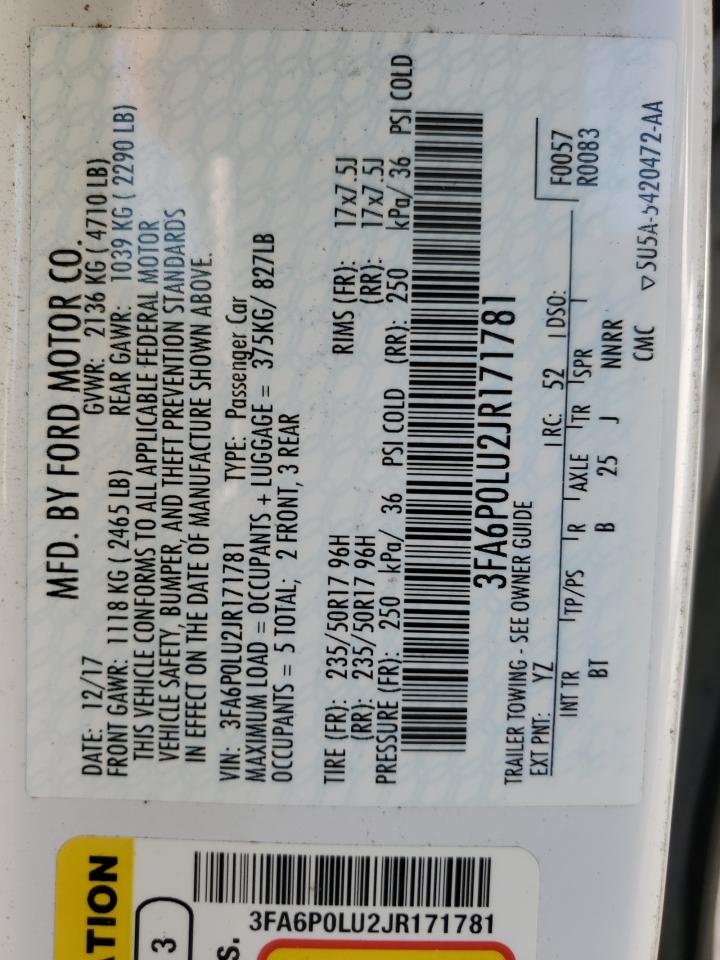 MFD. BY FORD MOTOR CO.
DATE: 12/17 GVWR: 2136 KG ( 4710 LB)
FRONT GAWR: 1118 KG ( 2465 LB) REAR GAWR: 1039 KG ( 2290 LB)
THIS VEHICLE CONFORMS TO ALL APPLICABLE FEDERAL MOTOR
VEHICLE SAFETY, BUMPER, AND THEFT PREVENTION STANDARDS
IN EFFECT ON THE DATE OF MANUFACTURE SHOWN ABOVE.
VIN: 3FA6P0LU2JR171781 TYPE: Passenger Car
MAXIMUM LOAD = OCCUPANTS + LUGGAGE = 375KG/ 827LB
OCCUPANTS = 5 TOTAL; 2 FRONT, 3 REAR
TIRE (FR): 235/50R17 96H RIMS (FR): 17x7.5J
(RR): 235/50R17 96H (RR): 17x7.5J
PRESSURE (FR): 250 kPa/ 36 PSI COLD (RR): 250 kPa/ 36 PSI COLD
3FA6P0LU2JR171781
TRAILER TOWING - SEE OWNER GUIDE
F0057
EXT PNT: YZ RC: 52 DSO: R0083
INT TR TP/PS R AXLE TR SPR
BT B 25 J NNRR
CMC
5U5A-5420472-AA
ATION
3
S.
3FA6P0LU2JR171781